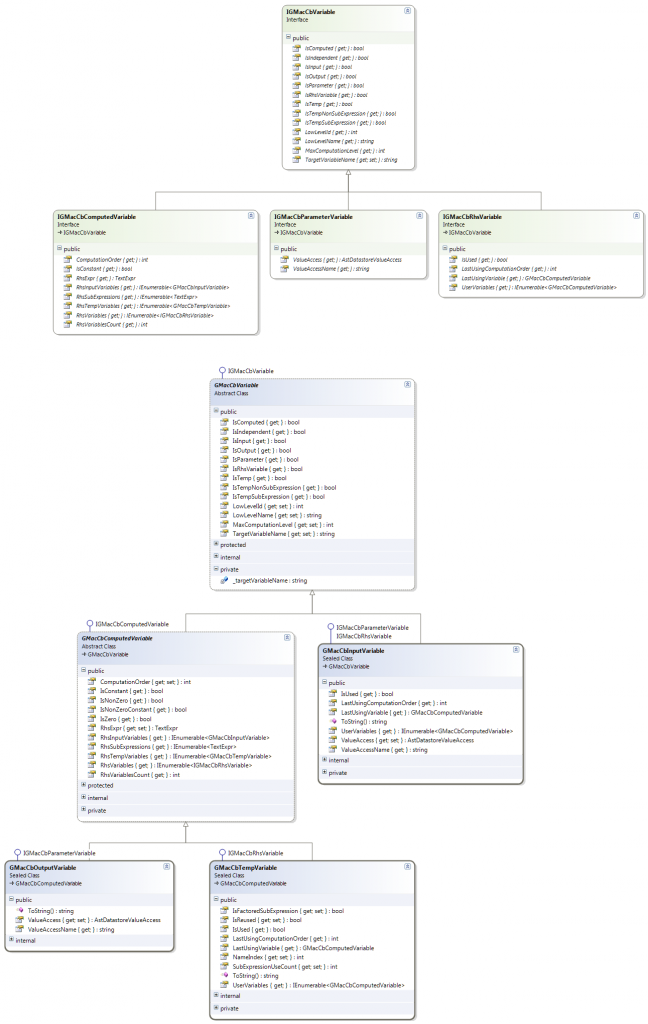 IGMacCbVariable
Interface
public
IsComputed { get; } : bool
IsIndependent { get; } : bool
IsInput { get; } : bool
IsOutput { get; } : bool
IsParameter { get; } : bool
IsRhsVariable { get; } : bool
IsTemp { get; } : bool
IsTempNonSubExpression { get; } : bool
IsTempSubExpression { get; } : bool
LowLevelId { get; } : int
LowLevelName { get; } : string
MaxComputationLevel { get; } : int
TargetVariableName { get; set; } : string
IGMacCbComputedVariable
Interface
→ IGMacCbVariable
public
ComputationOrder { get; } : int
IsConstant { get; } : bool
RhsExpr { get; } : TextExpr
RhsInputVariables { get; } : IEnumerable<GMacCbInputVariable>
RhsSubExpressions { get; } : IEnumerable<TextExpr>
RhsTempVariables { get; } : IEnumerable<GMacCbTempVariable>
RhsVariables { get; } : IEnumerable<IGMacCbRhsVariable>
RhsVariablesCount { get; } : int
IGMacCbParameterVariable
Interface
→ IGMacCbVariable
public
ValueAccess { get; } : AstDatastoreValueAccess
ValueAccessName { get; } : string
IGMacCbRhsVariable
Interface
→ IGMacCbVariable
public
IsUsed { get; } : bool
LastUsingComputationOrder { get; } : int
LastUsingVariable { get; } : GMacCbComputedVariable
UserVariables { get; } : IEnumerable<GMacCbComputedVariable>
IGMacCbVariable
GMacCbVariable
Abstract Class
public
IsComputed { get; } : bool
IsIndependent { get; } : bool
IsInput { get; } : bool
IsOutput { get; } : bool
IsParameter { get; } : bool
IsRhsVariable { get; } : bool
IsTemp { get; } : bool
IsTempNonSubExpression { get; } : bool
IsTempSubExpression { get; } : bool
LowLevelId { get; set; } : int
LowLevelName { get; set; } : string
MaxComputationLevel { get; set; } : int
TargetVariableName { get; set; } : string
protected
internal
private
_targetVariableName : string
IGMacCbComputedVariable
GMacCbComputedVariable
Abstract Class
→ GMacCbVariable
public
ComputationOrder { get; set; } : int
IsConstant { get; } : bool
IsNonZero { get; } : bool
IsNonZeroConstant { get; } : bool
IsZero { get; } : bool
RhsExpr { get; set; } : TextExpr
RhsInputVariables { get; } : IEnumerable<GMacCbInputVariable>
RhsSubExpressions { get; } : IEnumerable<TextExpr>
RhsTempVariables { get; } : IEnumerable<GMacCbTempVariable>
RhsVariables { get; } : IEnumerable<IGMacCbRhsVariable>
RhsVariablesCount { get; } : int
protected
internal
private
IGMacCbParameterVariable
IGMacCbRhsVariable
GMacCbInputVariable
Sealed Class
→ GMacCbVariable
public
IsUsed { get; } : bool
LastUsingComputationOrder { get; } : int
LastUsingVariable { get; } : GMacCbComputedVariable
ToString() : string
UserVariables { get; } : IEnumerable<GMacCbComputedVariable>
ValueAccess { get; set; } : AstDatastoreValueAccess
ValueAccessName { get; } : string
internal
private
IGMacCbParameterVariable
GMacCbOutputVariable
Sealed Class
→ GMacCbComputedVariable
public
ToString() : string
ValueAccess { get; set; } : AstDatastoreValueAccess
ValueAccessName { get; } : string
internal
IGMacCbRhsVariable
GMacCbTempVariable
Sealed Class
→ GMacCbComputedVariable
public
IsFactoredSubExpression { get; set; } : bool
IsReused { get; set; } : bool
IsUsed { get; } : bool
LastUsingComputationOrder { get; } : int
LastUsingVariable { get; } : GMacCbComputedVariable
NameIndex { get; set; } : int
SubExpressionUseCount { get; set; } : int
ToString() : string
UserVariables { get; } : IEnumerable<GMacCbComputedVariable>
internal
private